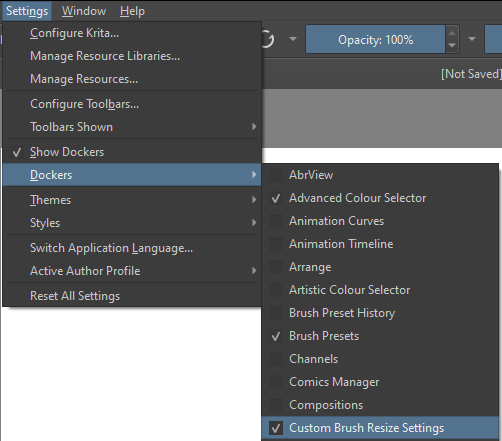 Settings Window Help
Configure Krita...
Opacity: 100%
Manage Resource Libraries...
Manage Resources...
[Not Saved]
Configure Toolbars...
Toolbars Shown
Show Dockers
Dockers
AbrView
Themes
Advanced Colour Selector
Styles
Animation Curves
Switch Application Language...
Animation Timeline
Active Author Profile
Arrange
Reset All Settings
Artistic Colour Selector
Brush Preset History
Brush Presets
Channels
Comics Manager
Compositions
Custom Brush Resize Settings